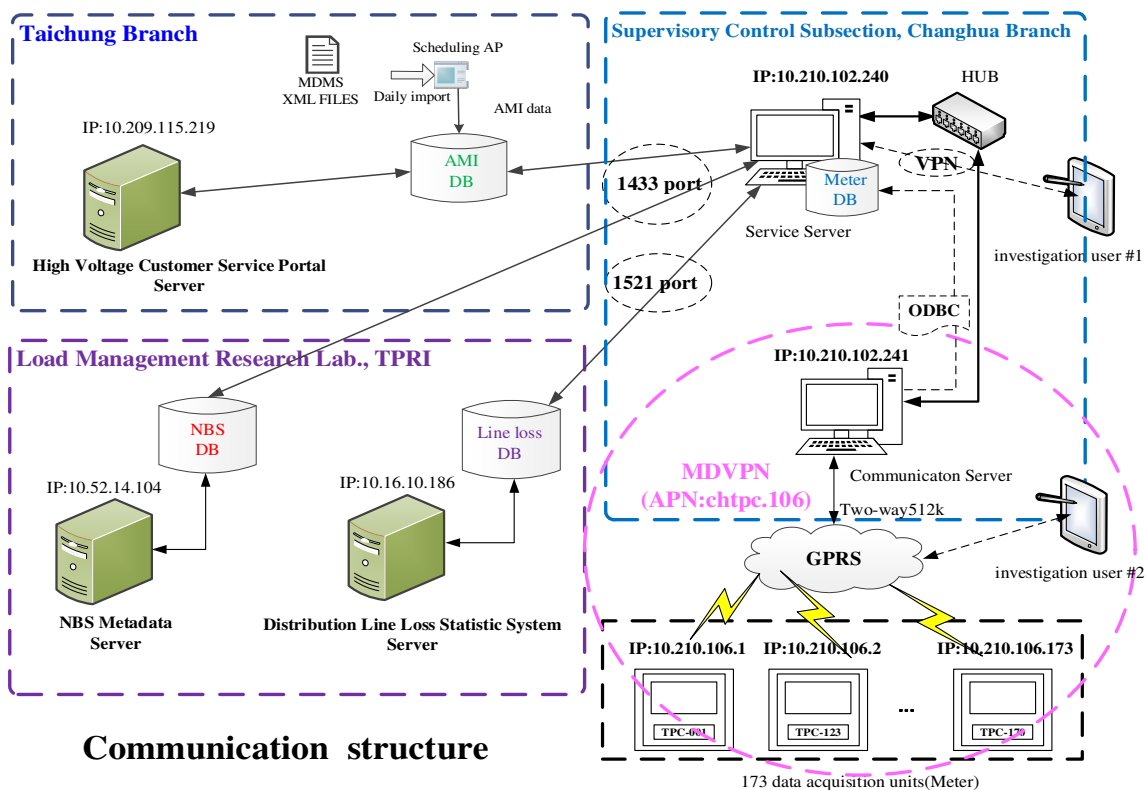 Taichung Branch
MDMS
XML FILES
Scheduling AP
Daily import
AMI data
IP:10.209.115.219
AMI
DB
High Voltage Customer Service Portal
Server
Supervisory Control Subsection, Changhua Branch
IP:10.210.102.240
HUB
VPN
1433 port
Meter
DB
Service Server
investigation user #1
1521 port
ODBC
Load Management Research Lab., TPRI
NBS
DB
Line loss
DB
IP:10.52.14.104
IP:10.16.10.186
NBS Metadata
Server
Distribution Line Loss Statistic System
Server
IP:10.210.102.241
MDVPN
(APN:chtpc.106)
Communicaton Server
Two-way512k
GPRS
investigation user #2
IP:10.210.106.1
IP:10.210.106.2
IP:10.210.106.173
TPC-001
TPC-123
...
173 data acquisition units(Meter)
Communication structure